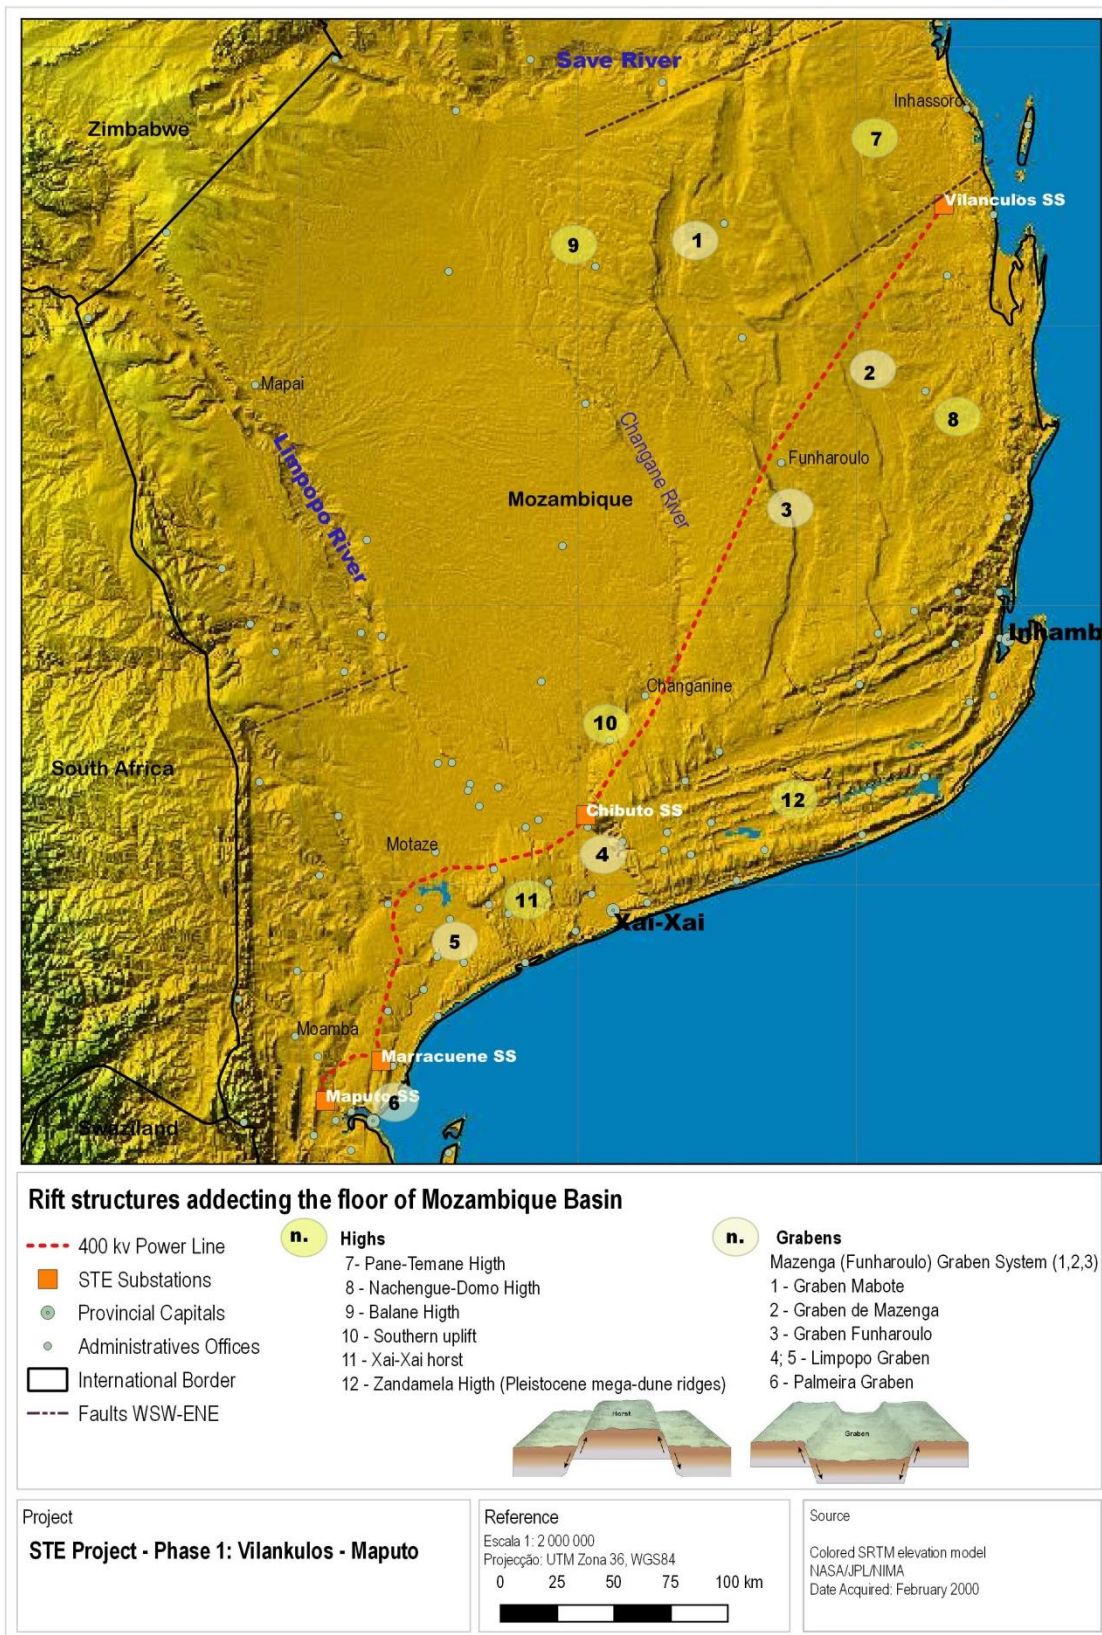 Save River
Inhassoro
Zimbabwe
7
Vilanculos SS
9
1
2
Mapai
8
Changane River
Limpopo River
Funharoulo
Mozambique
3
Inhamb
Changanine
10
South Africa
12
Chibuto SS
Motaze
4
11
Xai-Xai
5
Moamba
Marracuene SS
Maputo SS
6
Swaziland
Rift structures addecting the floor of Mozambique Basin
400 kv Power Line
STE Substations
Provincial Capitals
Administratives Offices
International Border
Faults WSW-ENE
n.
Highs
7- Pane-Temane Higth
8 - Nachengue-Domo Higth
9 - Balane Higth
10 - Southern uplift
11 - Xai-Xai horst
12 - Zandamela Higth (Pleistocene mega-dune ridges)
Horst
n.
Grabens
Mazenga (Funharoulo) Graben System (1,2,3)
1 - Graben Mabote
2 - Graben de Mazenga
3 - Graben Funharoulo
4; 5 - Limpopo Graben
6 - Palmeira Graben
Graben
Project
STE Project - Phase 1: Vilankulos - Maputo
Reference
Escala 1: 2 000 000
Projecção: UTM Zona 36, WGS84
0 25 50 75 100 km
Source
Colored SRTM elevation model
NASA/JPL/NIMA
Date Acquired: February 2000